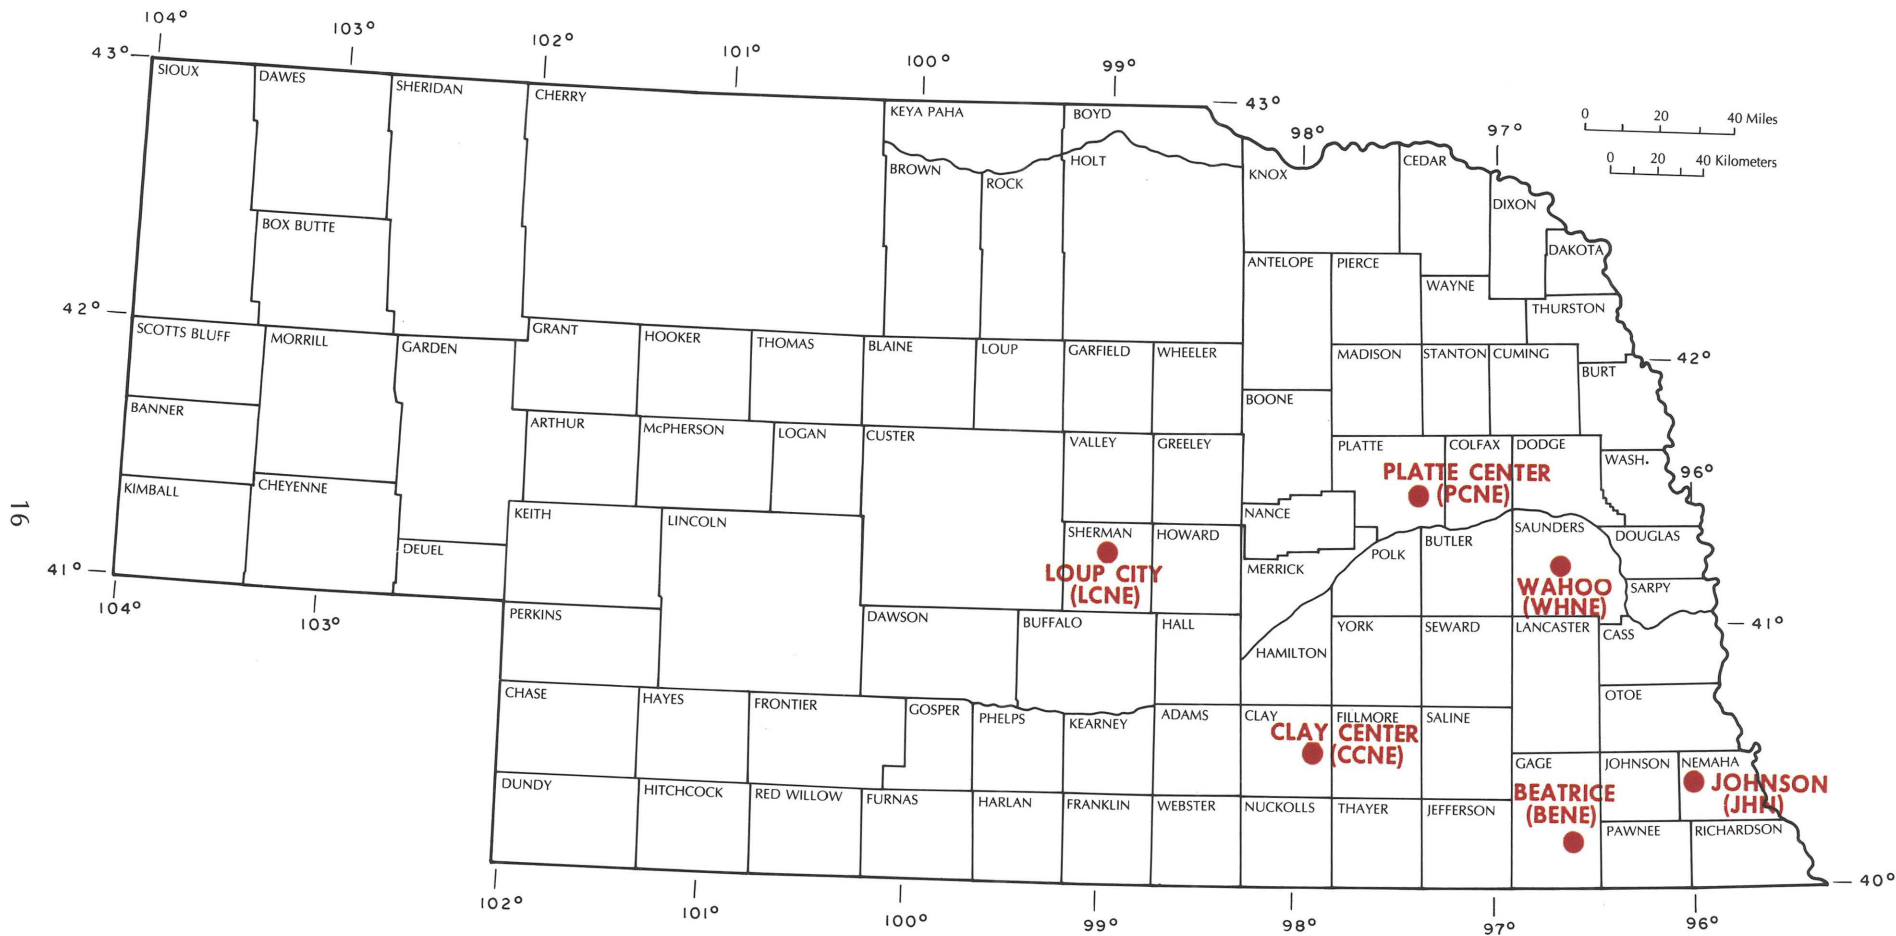 104°
103°
102°
101°
100°
99°
43°
43°
98°
97°
0 20 40 Miles
0 20 40 Kilometers
SIOUX
DAWES
SHERIDAN
CHERRY
KEYA PAHA
BOYD
BROWN
ROCK
HOLT
KNOX
CEDAR
DIXON
DAKOTA
BOX BUTTE
ANTELOPE
PIERCE
WAYNE
THURSTON
42°
SCOTTS BLUFF
MORRILL
GARDEN
GRANT
HOOKER
THOMAS
BLAINE
LOUP
GARFIELD
WHEELER
MADISON
STANTON
CUMING
BURT
42°
BANNER
BOONE
ARTHUR
McPHERSON
LOGAN
CUSTER
VALLEY
GREELEY
PLATTE
COLFAX
DODGE
WASH.
96°
PLATTE CENTER
(PCNE)
KIMBALL
CHEYENNE
KEITH
LINCOLN
NANCE
16
SHERMAN
HOWARD
SAUNDERS
DOUGLAS
DEUEL
POLK
BUTLER
LOUP CITY
(LCNE)
MERRICK
WAHOO
(WHNE)
SARPY
41°
104°
103°
PERKINS
DAWSON
BUFFALO
HALL
HAMILTON
YORK
SEWARD
LANCASTER
CASS
41°
CHASE
HAYES
FRONTIER
GOSPER
PHELPS
KEARNEY
ADAMS
CLAY
FILLMORE
SALINE
OTOE
CLAY CENTER
(CCNE)
GAGE
JOHNSON
NEMAHA
JOHNSON
(JHN)
BEATRICE
(BENE)
DUNDY
HITCHCOCK
RED WILLOW
FURNAS
HARLAN
FRANKLIN
WEBSTER
NUCKOLLS
THAYER
JEFFERSON
PAWNEE
RICHARDSON
40°
102°
101°
100°
99°
98°
97°
96°